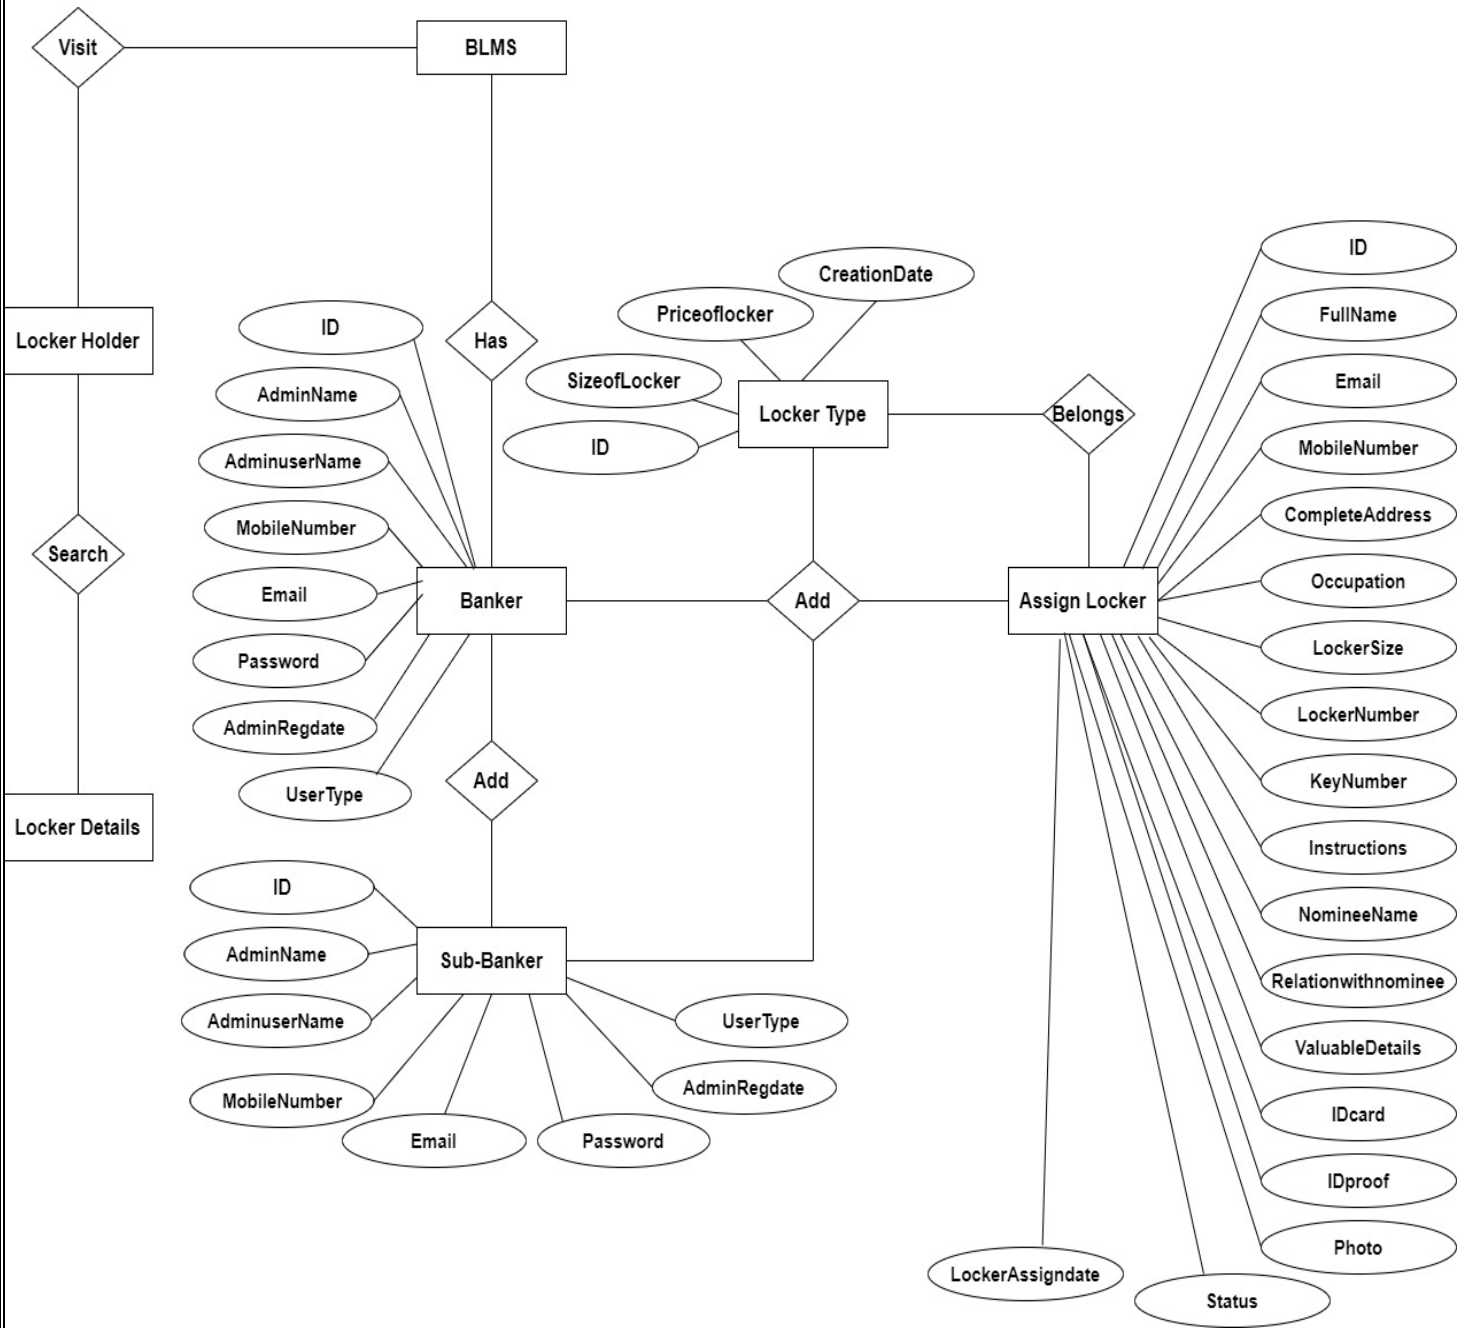 Visit
BLMS
ID
CreationDate
Priceoflocker
FullName
ID
Has
Locker Holder
SizeofLocker
Email
AdminName
Locker Type
Belongs
ID
MobileNumber
AdminuserName
CompleteAddress
MobileNumber
Search
Occupation
Email
Banker
Add
Assign Locker
LockerSize
Password
LockerNumber
AdminRegdate
Add
KeyNumber
UserType
Locker Details
Instructions
ID
NomineeName
AdminName
Sub-Banker
Relationwithnominee
AdminuserName
UserType
ValuableDetails
AdminRegdate
MobileNumber
IDcard
Email
Password
IDproof
Photo
LockerAssigndate
Status